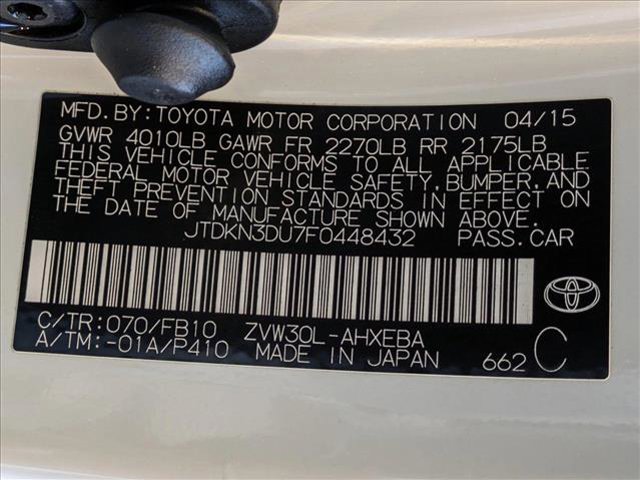 MFD. BY: TOYOTA MOTOR CORPORATION 04/15
GVWR 4010LB GAWR FR 2270LB RR 2175LB
THIS VEHICLE CONFORMS TO ALL APPLICABLE
FEDERAL MOTOR VEHICLE SAFETY, BUMPER, AND
THEFT PREVENTION STANDARDS IN EFFECT ON
THE DATE OF MANUFACTURE SHOWN ABOVE.
JTDKN3DU7F0448432 PASS.CAR
C/TR:070/FB10 ZVW30L-AHXEBA
A/TM:-01A/P410 MADE IN JAPAN 662 C